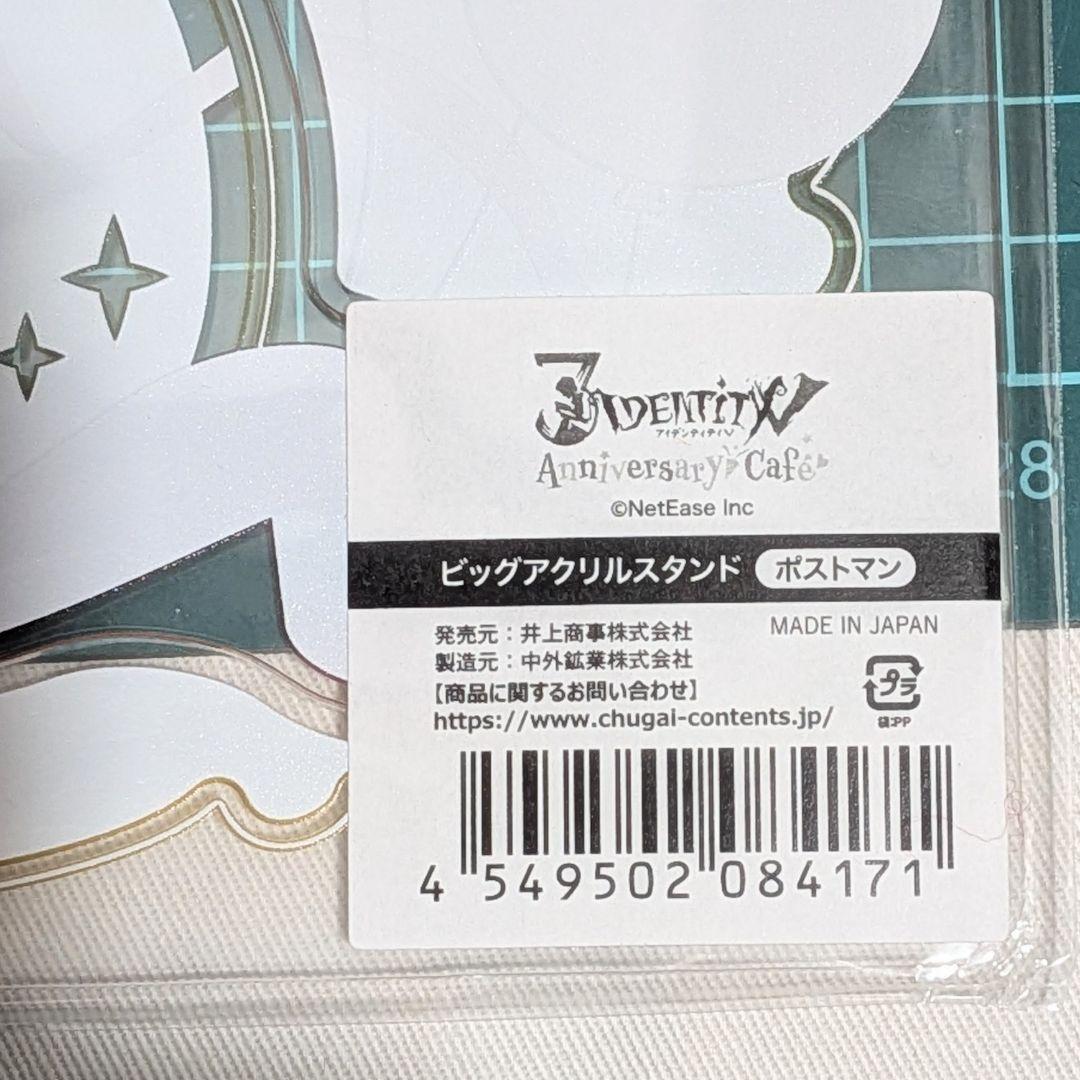 3 IDENTITY V
アイデンティティV
Anniversary Café
©NetEase Inc
28
ビッグアクリルスタンド ポストマン
発売元：井上商事株式会社 MADE IN JAPAN
製造元：中外鉱業株式会社
【商品に関するお問い合わせ】
https://www.chugai-contents.jp/
プラ
袋:PP
4 549502 084171